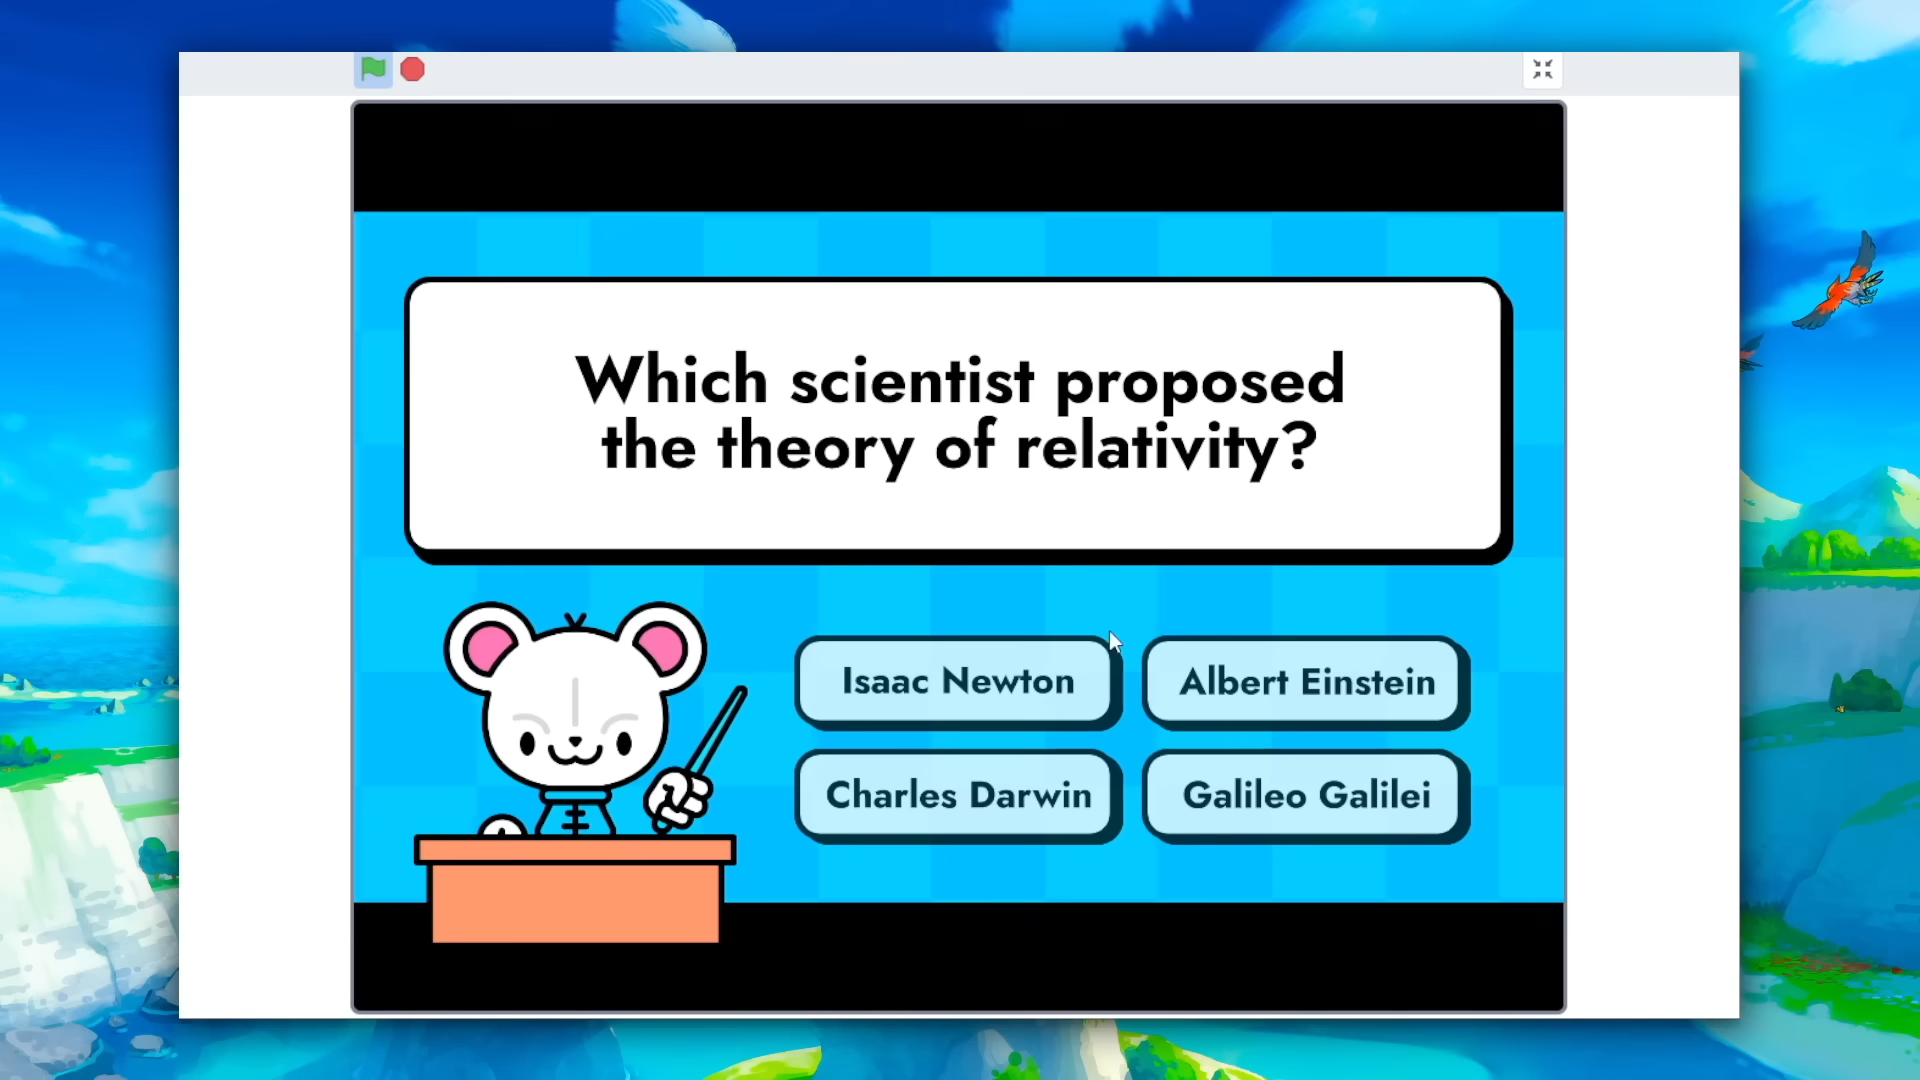 Which scientist proposed
the theory of relativity?
Isaac Newton
Albert Einstein
Charles Darwin
Galileo Galilei